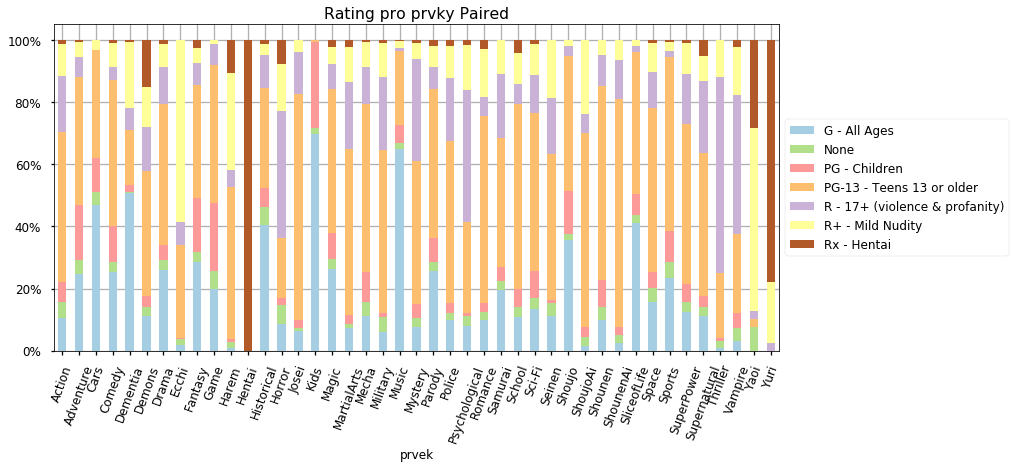 Rating pro prvky Paired
100%
80%
60%
40%
20%
0%
G - All Ages
None
PG - Children
PG-13 - Teens 13 or older
R - 17+ (violence & profanity)
R+ - Mild Nudity
Rx - Hentai
Action
Adventure
Cars
Comedy
Dementia
Demons
Drama
Ecchi
Fantasy
Game
Harem
Hentai
Historical
Horror
Josei
Kids
Magic
MartialArts
Mecha
Military
Music
Mystery
Parody
Police
Psychological
Romance
Samurai
School
Sci-Fi
Seinen
Shoujo
ShoujoAi
Shounen
ShounenAi
SliceofLife
Space
Sports
SuperPower
Supernatural
Thriller
Vampire
Yaoi
Yuri
prvek